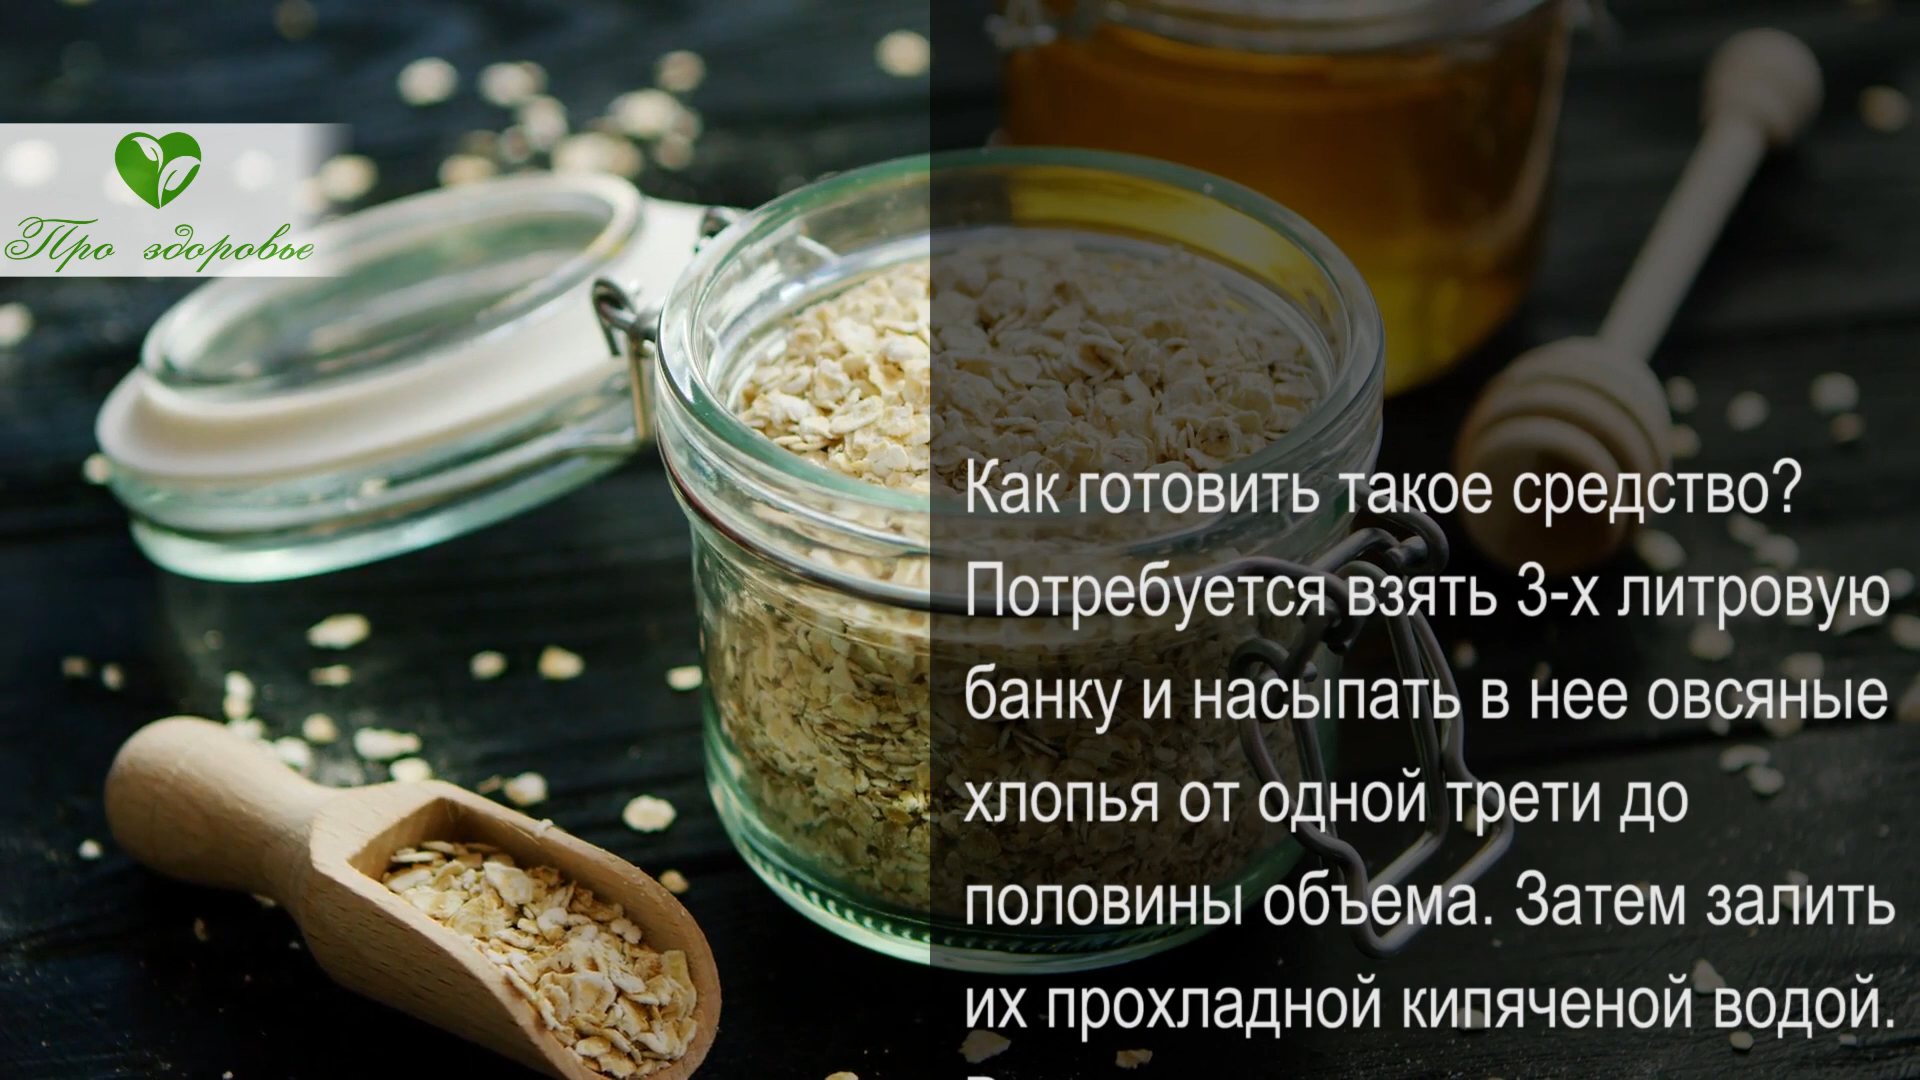 Про здоровье
Как готовить такое средство?
Потребуется взять 3-х литровую
банку и насыпать в нее овсяные
хлопья от одной трети до
половины объема. Затем залить
их прохладной кипяченой водой.